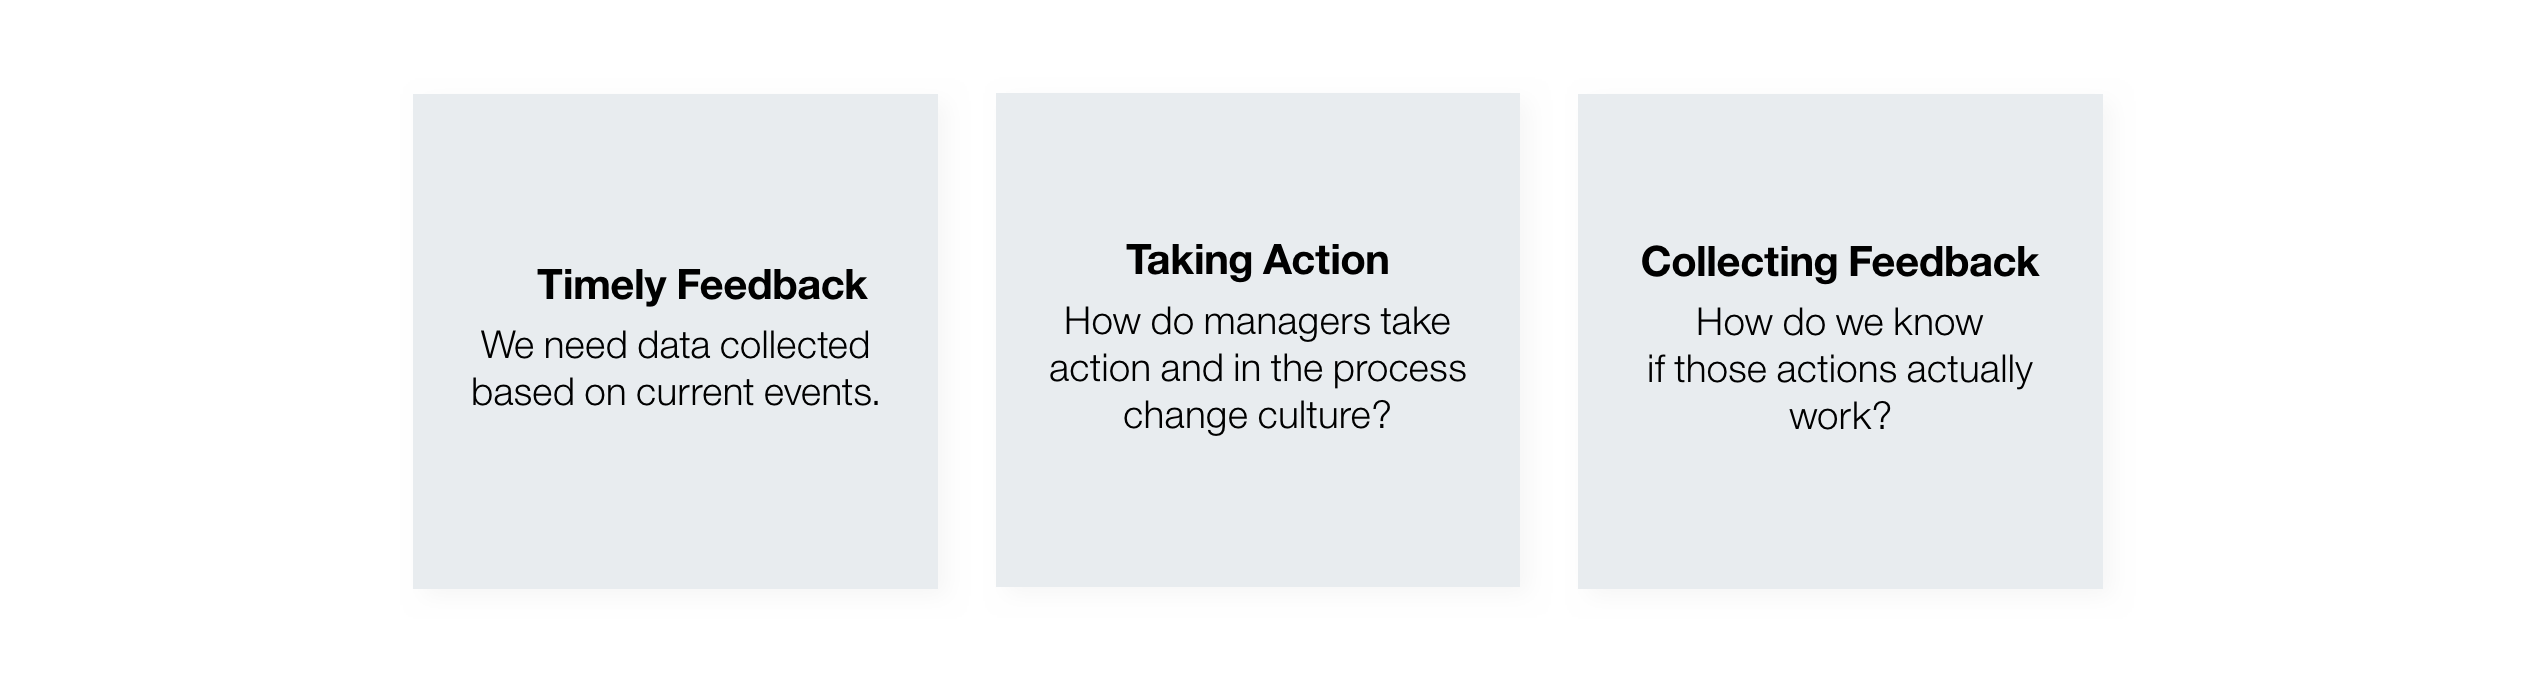 Timely Feedback
We need data collected
based on current events.
Taking Action
How do managers take
action and in the process
change culture?
Collecting Feedback
How do we know
if those actions actually
work?